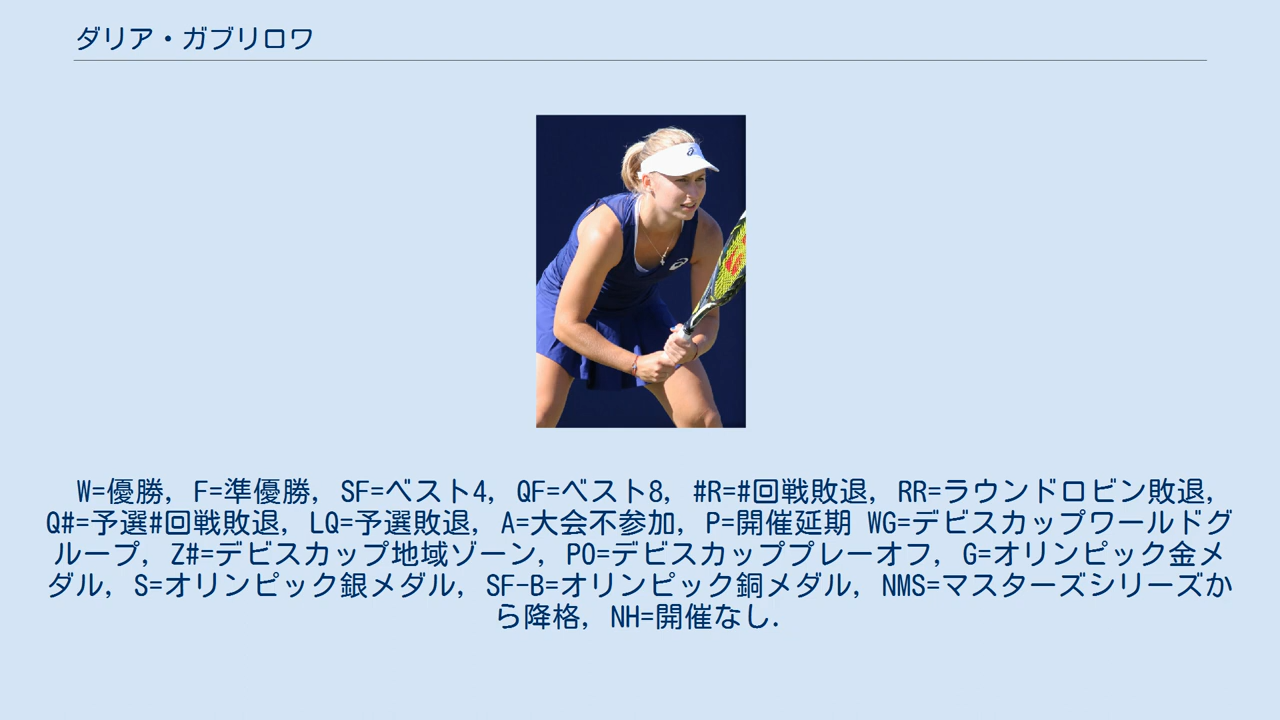 ダリア・ガブリロワ
W=優勝, F=準優勝, SF=ベスト4, QF=ベスト8, #R=#回戦敗退, RR=ラウンドロビン敗退,
Q#=予選#回戦敗退, LQ=予選敗退, A=大会不参加, P=開催延期 WG=デビスカップワールドグ
ループ, Z#=デビスカップ地域ゾーン, PO=デビスカッププレーオフ, G=オリンピック金メ
ダル, S=オリンピック銀メダル, SF-B=オリンピック銅メダル, NMS=マスターズシリーズか
ら降格, NH=開催なし.